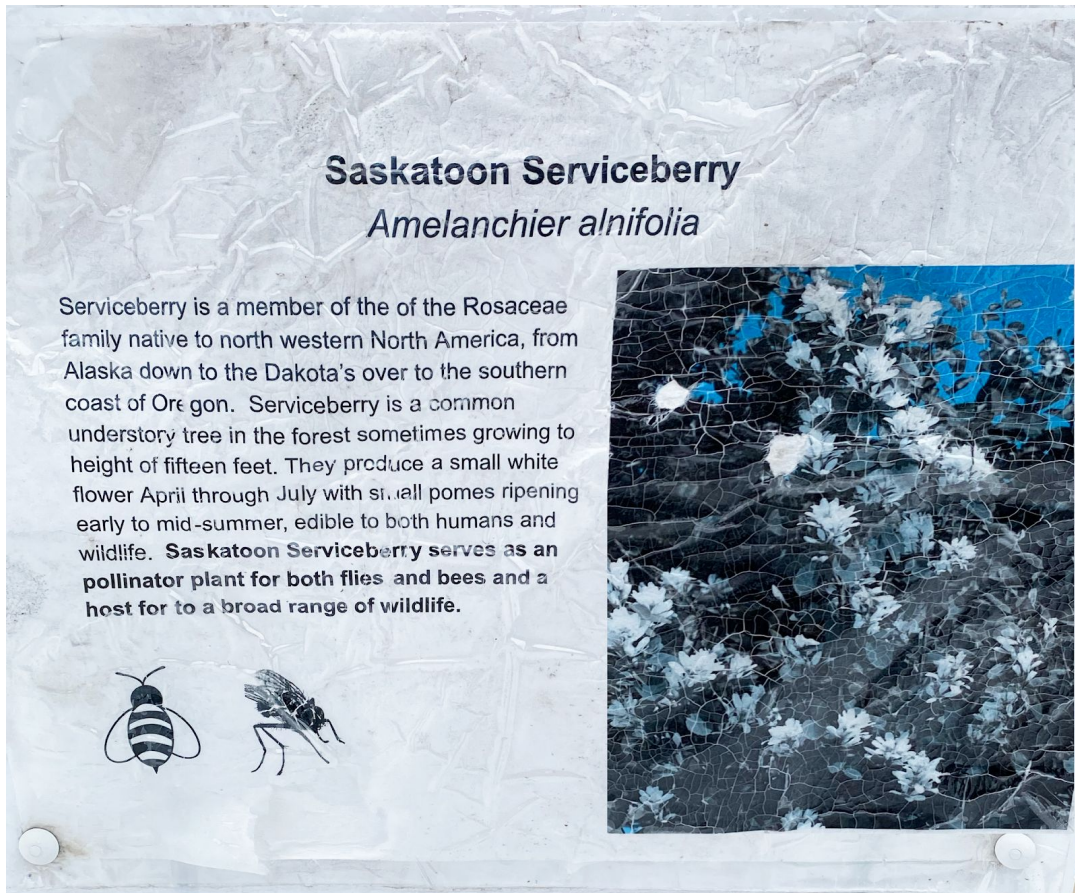 Saskatoon Serviceberry
Amelanchier alnifolia
Serviceberry is a member of the of the Rosaceae
family native to north western North America, from
Alaska down to the Dakota's over to the southern
coast of Oregon. Serviceberry is a common
understory tree in the forest sometimes growing to
height of fifteen feet. They produce a small white
flower April through July with small pomes ripening
early to mid-summer, edible to both humans and
wildlife. Saskatoon Serviceberry serves as an
pollinator plant for both flies and bees and a
host for to a broad range of wildlife.